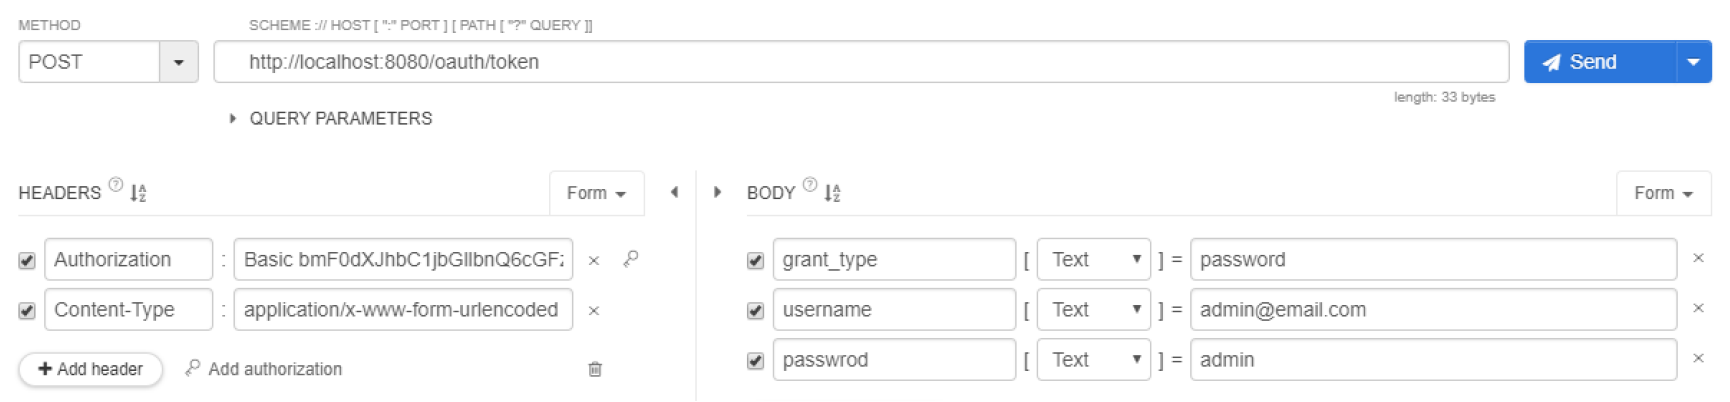 METHOD
SCHEME :// HOST [ ":" PORT ] [ PATH [ "?" QUERY ]]
POST
http://localhost:8080/oauth/token
Send
length: 33 bytes
QUERY PARAMETERS
HEADERS ? A Z
Form
BODY ? A Z
Form
Authorization : Basic bmF0dXJhbC1jbGllbnQ6cGFz ×
grant_type [ Text ] = password ×
Content-Type : application/x-www-form-urlencoded ×
username [ Text ] = admin@email.com ×
passwrod [ Text ] = admin ×
+ Add header
Add authorization